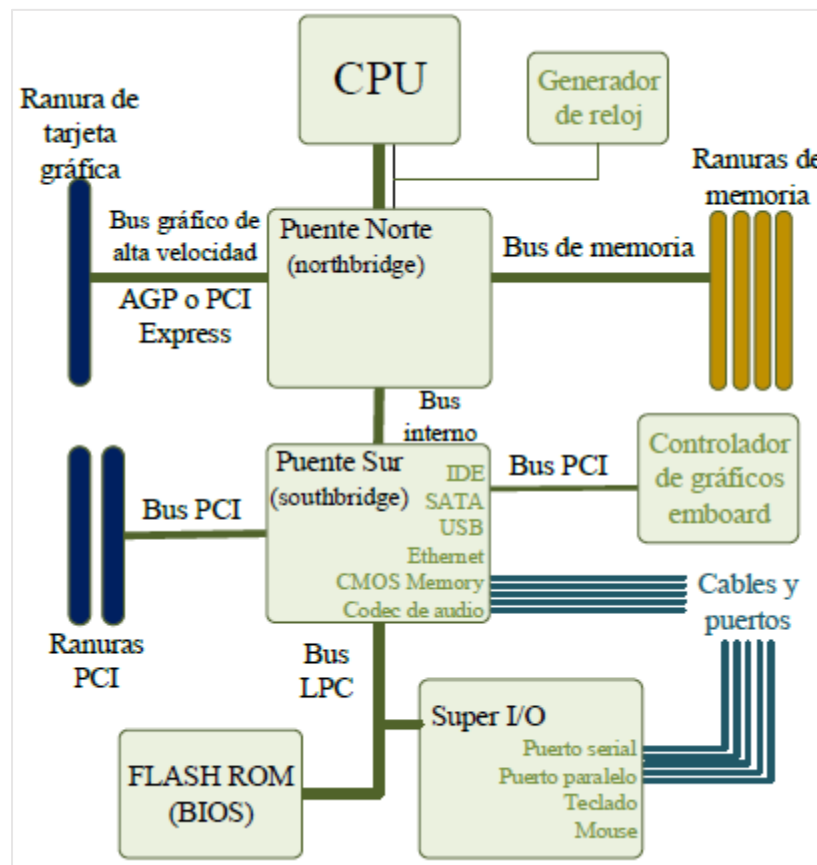 CPU
Generador
de reloj
Ranura de
tarjeta
gráfica
Ranuras de
memoria
Bus gráfico de
alta velocidad
AGP o PCI
Express
Puente Norte
(northbridge)
Bus de memoria
Bus
interno
Puente Sur
(southbridge)
IDE
SATA
USB
Ethernet
CMOS Memory
Codec de audio
Bus PCI
Controlador
de gráficos
emboard
Bus PCI
Ranuras
PCI
Cables y
puertos
Bus
LPC
Super I/O
Puerto serial
Puerto paralelo
Teclado
Mouse
FLASH ROM
(BIOS)